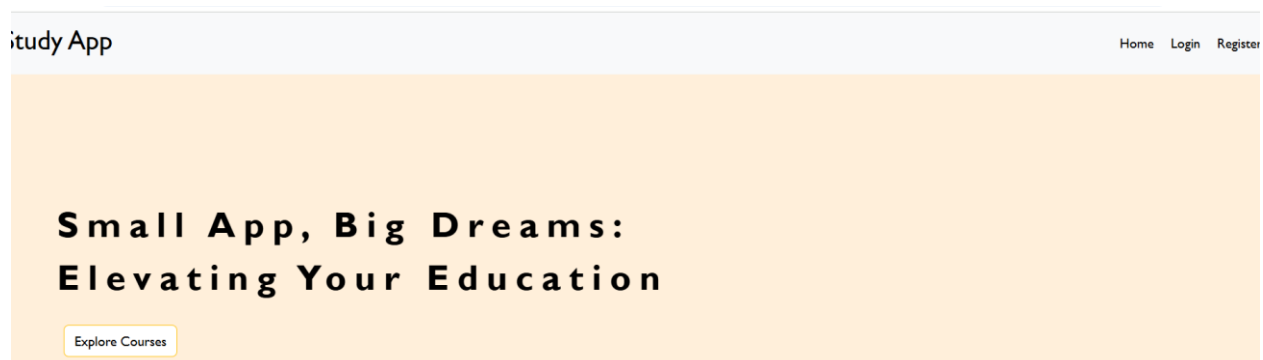 Study App
Home Login Register
Small App, Big Dreams:
Elevating Your Education
Explore Courses